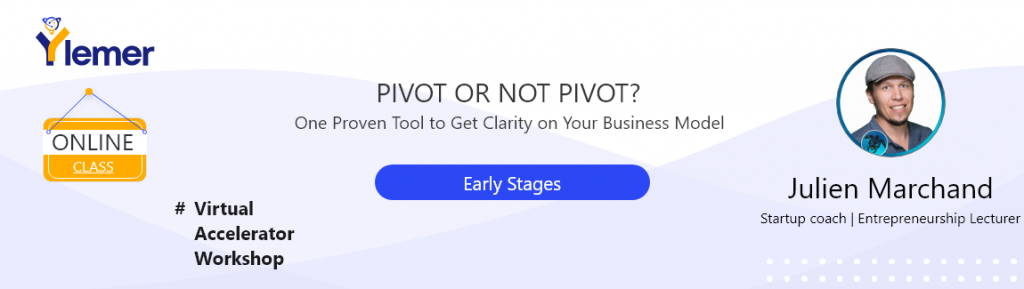 Ylemer
ONLINE
CLASS
# Virtual
Accelerator
Workshop
PIVOT OR NOT PIVOT?
One Proven Tool to Get Clarity on Your Business Model
Early Stages
Julien Marchand
Startup coach | Entrepreneurship Lecturer